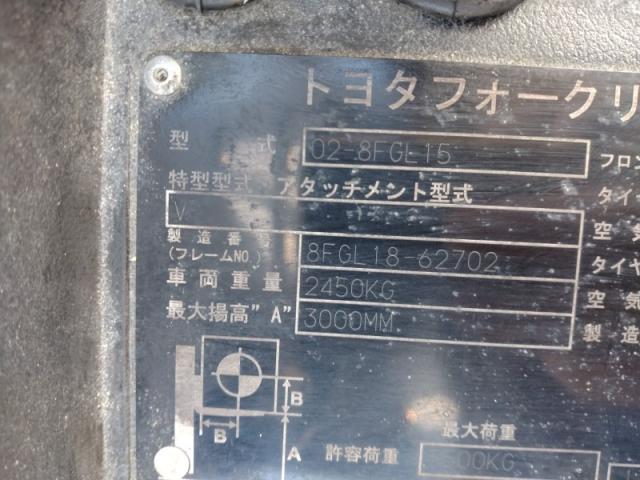 トヨタフォークリ
型 式 02-8FGL15 フロン
特型型式・アタッチメント型式 タイ
V 空気
製造番号 (フレームNO.) 8FGL18-62702 タイヤ
車両重量 2450KG 空気
最大揚高"A" 3000MM 製造
B
B
A
最大荷重
許容荷重 00KG